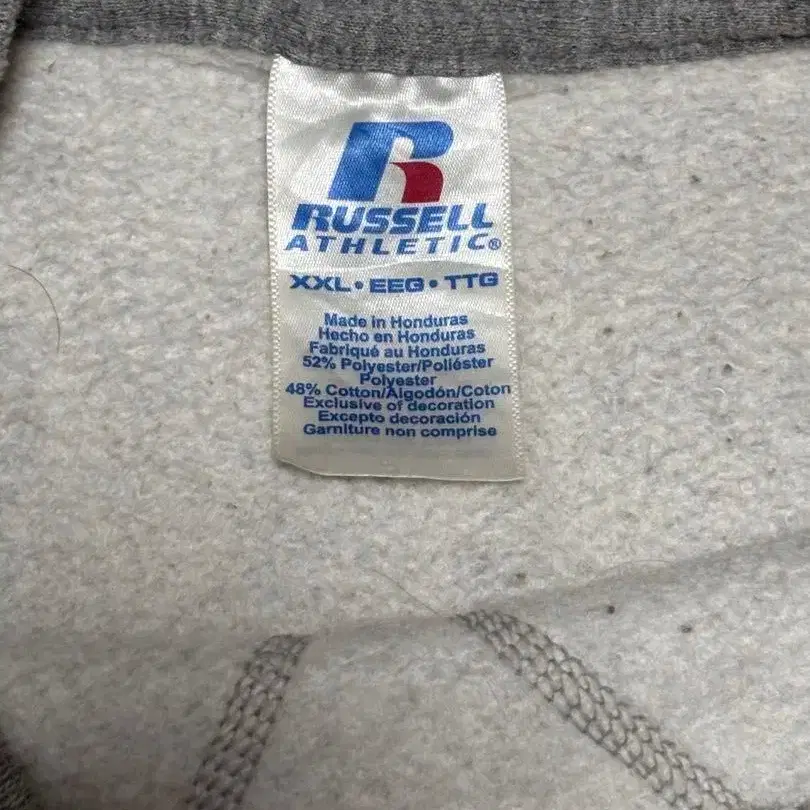 RUSSELL
ATHLETIC®
XXL • EEG • TTG
Made in Honduras
Hecho en Honduras
Fabriqué au Honduras
52% Polyester/Poliéster
Polyester
48% Cotton/Algodón/Coton
Exclusive of decoration
Excepto decoración
Garniture non comprise